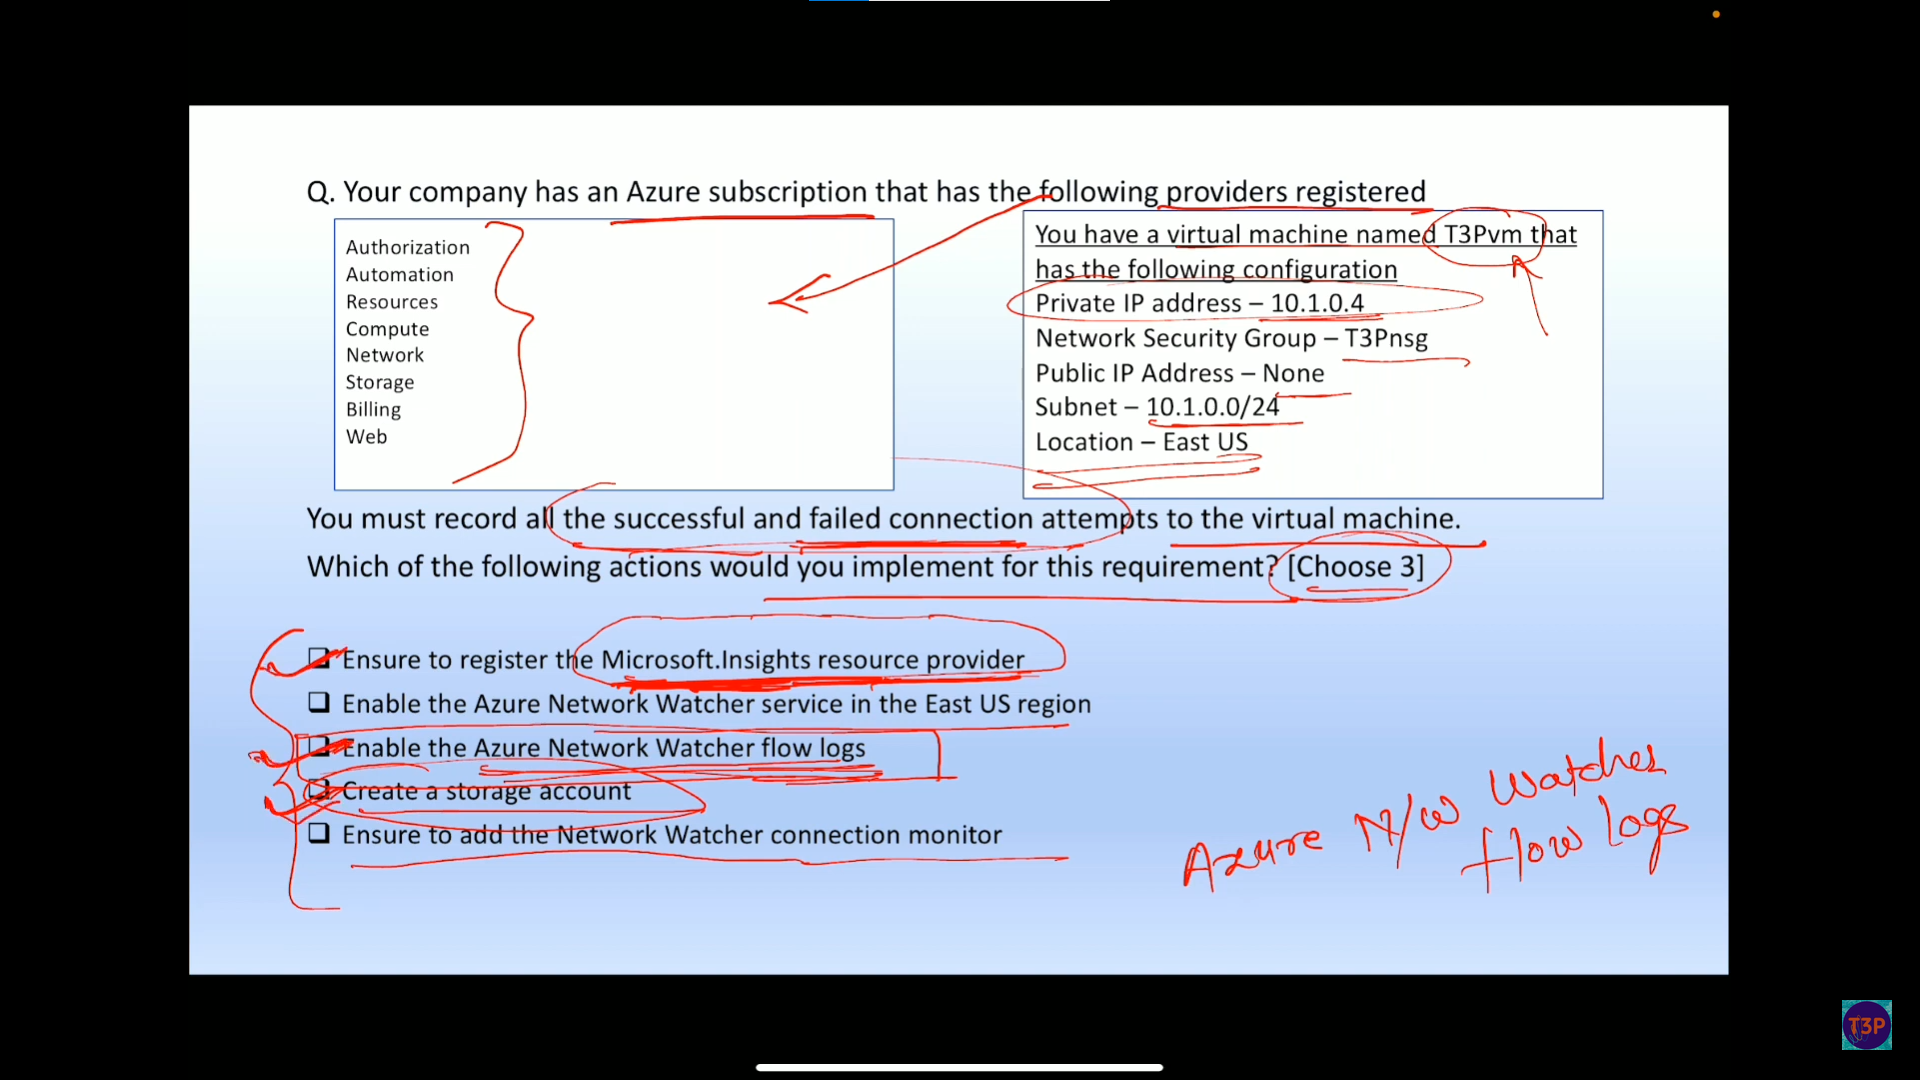 Q. Your company has an Azure subscription that has the following providers registered
Authorization
Automation
Resources
Compute
Network
Storage
Billing
Web
You have a virtual machine named T3Pvm that
has the following configuration
Private IP address – 10.1.0.4
Network Security Group – T3Pnsg
Public IP Address – None
Subnet – 10.1.0.0/24
Location – East US
You must record all the successful and failed connection attempts to the virtual machine.
Which of the following actions would you implement for this requirement? [Choose 3]
Ensure to register the Microsoft.Insights resource provider
Enable the Azure Network Watcher service in the East US region
Enable the Azure Network Watcher flow logs
Create a storage account
Ensure to add the Network Watcher connection monitor
Azure N/W Watcher
flow logs
T3P